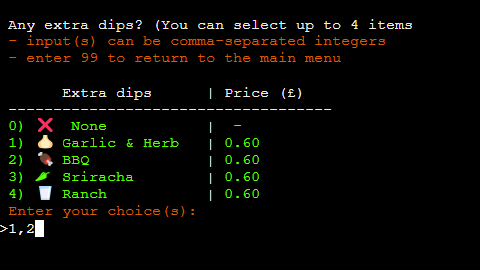 Any extra dips? (You can select up to 4 items
- input(s) can be comma-separated integers
- enter 99 to return to the main menu
Extra dips | Price (£)
------------------------------------
0) ❌ None | -
1) 🧄 Garlic & Herb | 0.60
2) 🍖 BBQ | 0.60
3) 🌶 Sriracha | 0.60
4) 🥛 Ranch | 0.60
Enter your choice(s):
>1,2